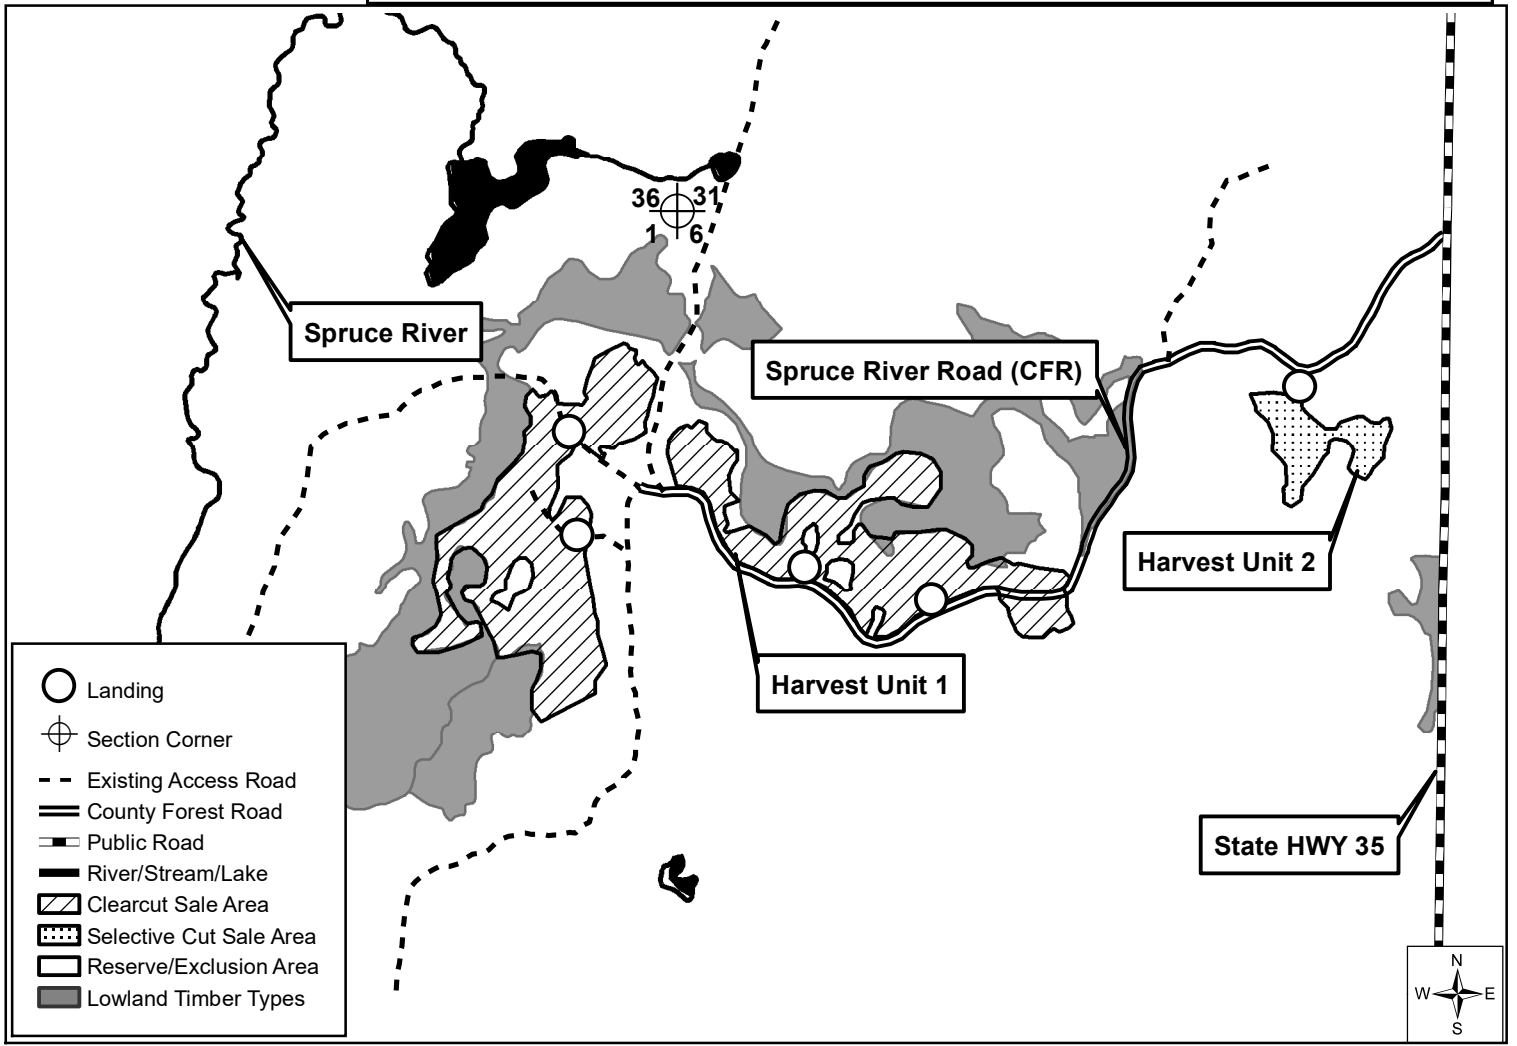 36 31
1 6
Spruce River
Spruce River Road (CFR)
Harvest Unit 2
Harvest Unit 1
State HWY 35
Landing
Section Corner
Existing Access Road
County Forest Road
Public Road
River/Stream/Lake
Clearcut Sale Area
Selective Cut Sale Area
Reserve/Exclusion Area
Lowland Timber Types
N
W E
S